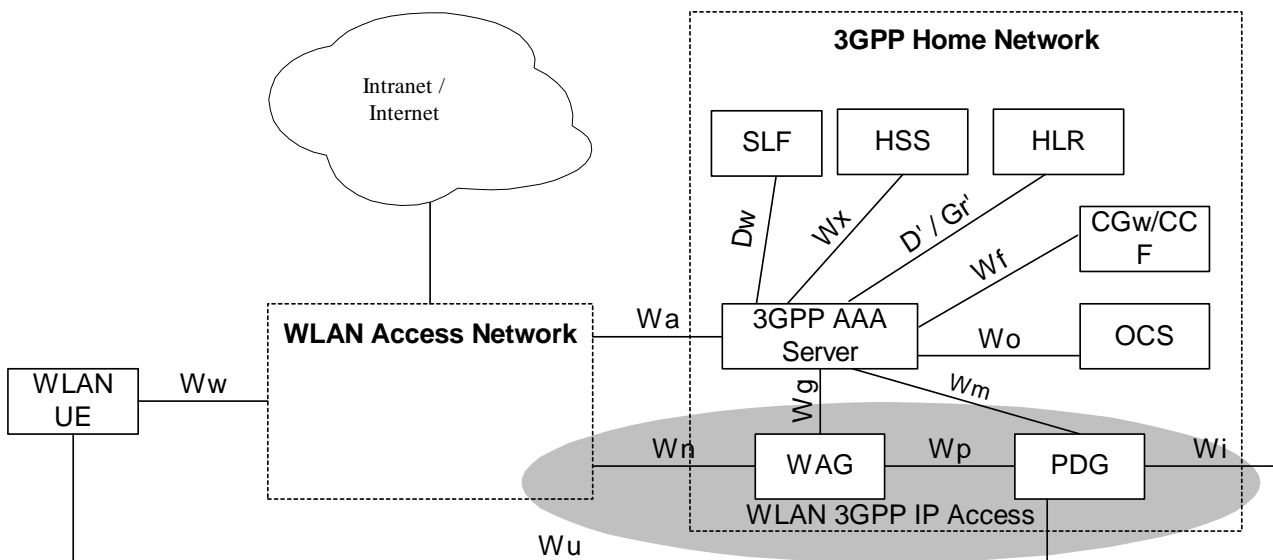 3GPP Home Network
Intranet /
Internet
SLF
HSS
HLR
Dw
Wx
D' / Gr'
CGw/CC
F
Wf
WLAN Access Network
Wa
3GPP AAA
Server
Wo
OCS
WLAN
UE
Ww
Wg
Wm
Wn
WAG
Wp
PDG
Wi
WLAN 3GPP IP Access
Wu